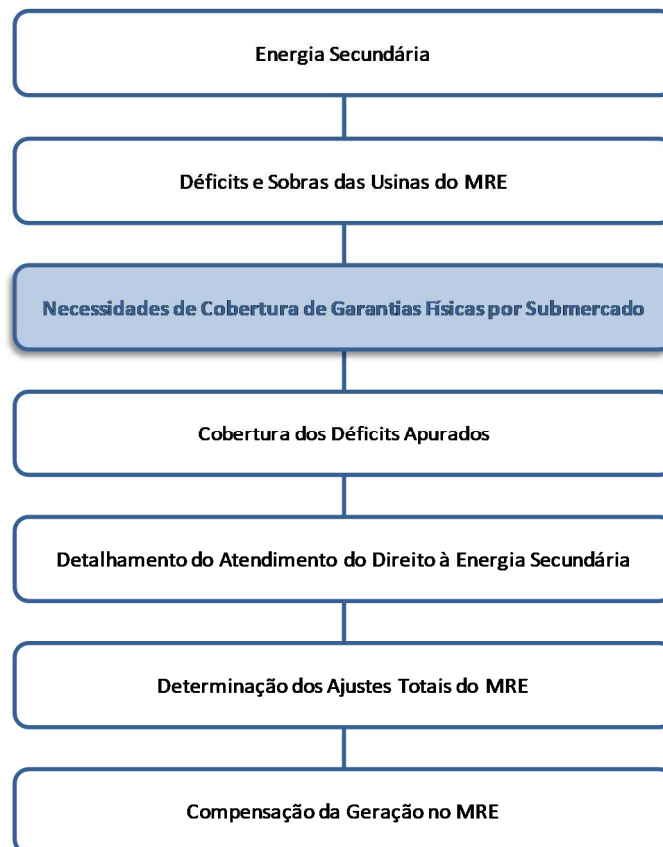 Energia Secundária
Déficits e Sobras das Usinas do MRE
Necessidades de Cobertura de Garantias Físicas por Submercado
Cobertura dos Déficits Apurados
Detalhamento do Atendimento do Direito à Energia Secundária
Determinação dos Ajustes Totais do MRE
Compensação da Geração no MRE